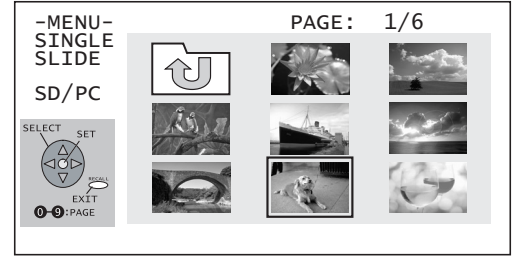 -MENU-
SINGLE
SLIDE
SD/PC
PAGE: 1/6
SELECT
SET
RECALL
EXIT
0-9:PAGE